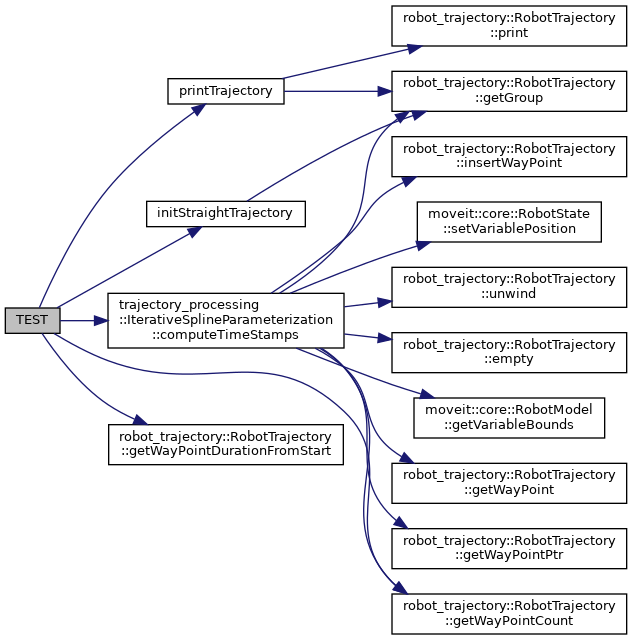 robot_trajectory::RobotTrajectory
::print
robot_trajectory::RobotTrajectory
::getGroup
printTrajectory
robot_trajectory::RobotTrajectory
::insertWayPoint
initStraightTrajectory
moveit::core::RobotState
::setVariablePosition
robot_trajectory::RobotTrajectory
::unwind
TEST
trajectory_processing
::IterativeSplineParameterization
::computeTimeStamps
robot_trajectory::RobotTrajectory
::empty
moveit::core::RobotModel
::getVariableBounds
robot_trajectory::RobotTrajectory
::getWayPointDurationFromStart
robot_trajectory::RobotTrajectory
::getWayPoint
robot_trajectory::RobotTrajectory
::getWayPointPtr
robot_trajectory::RobotTrajectory
::getWayPointCount